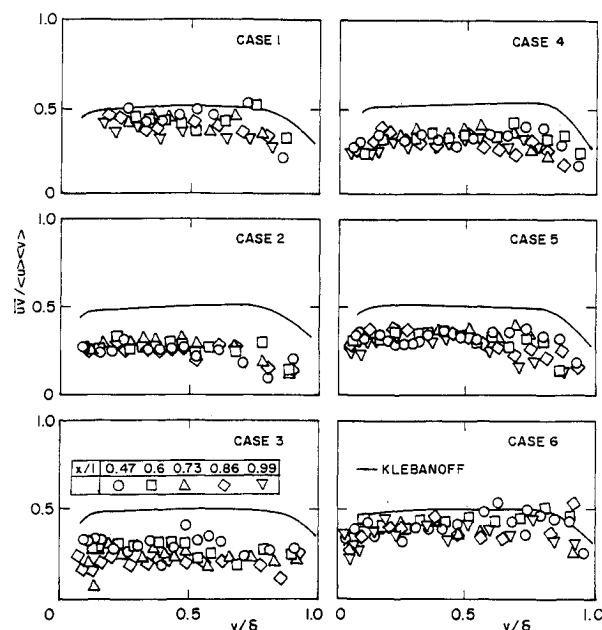 1.0
0.5
0
CASE 1
CASE 4
1.0
0.5
0
CASE 2
CASE 5
u̅v̅/<u><v>
1.0
0.5
0
CASE 3
x/l 0.47 0.6 0.73 0.86 0.99
CASE 6
KLEBANOFF
0 0.5 1.0
y/δ
0 0.5 1.0
y/δ